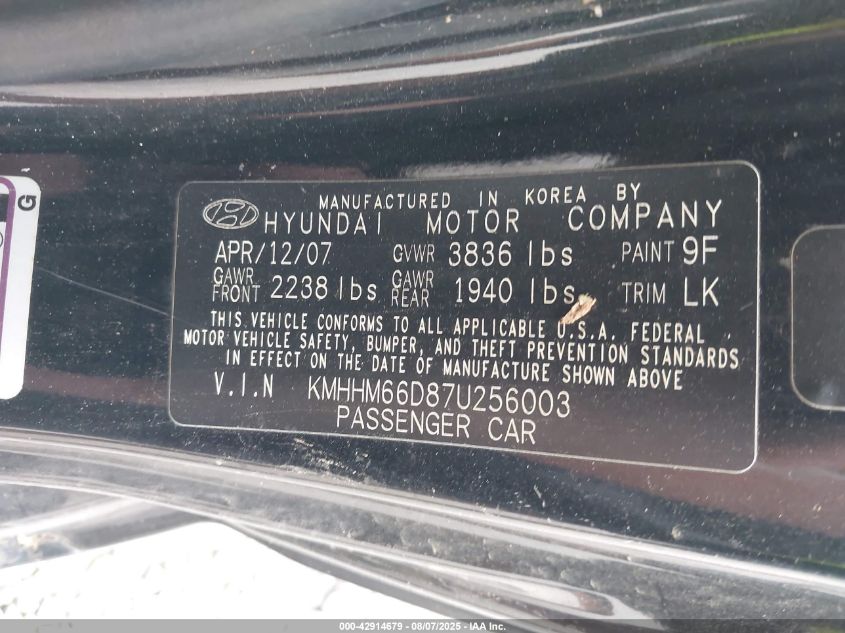 G
MANUFACTURED IN KOREA BY
HYUNDAI MOTOR COMPANY
APR/12/07 GVWR 3836 lbs PAINT 9F
GAWR FRONT 2238 lbs GAWR REAR 1940 lbs TRIM LK
THIS VEHICLE CONFORMS TO ALL APPLICABLE U.S.A. FEDERAL
MOTOR VEHICLE SAFETY, BUMPER, AND THEFT PREVENTION STANDARDS
IN EFFECT ON THE DATE OF MANUFACTURE SHOWN ABOVE
V.I.N KMHHM66D87U256003
PASSENGER CAR
000-42914679 - 08/07/2025 - IAA Inc.